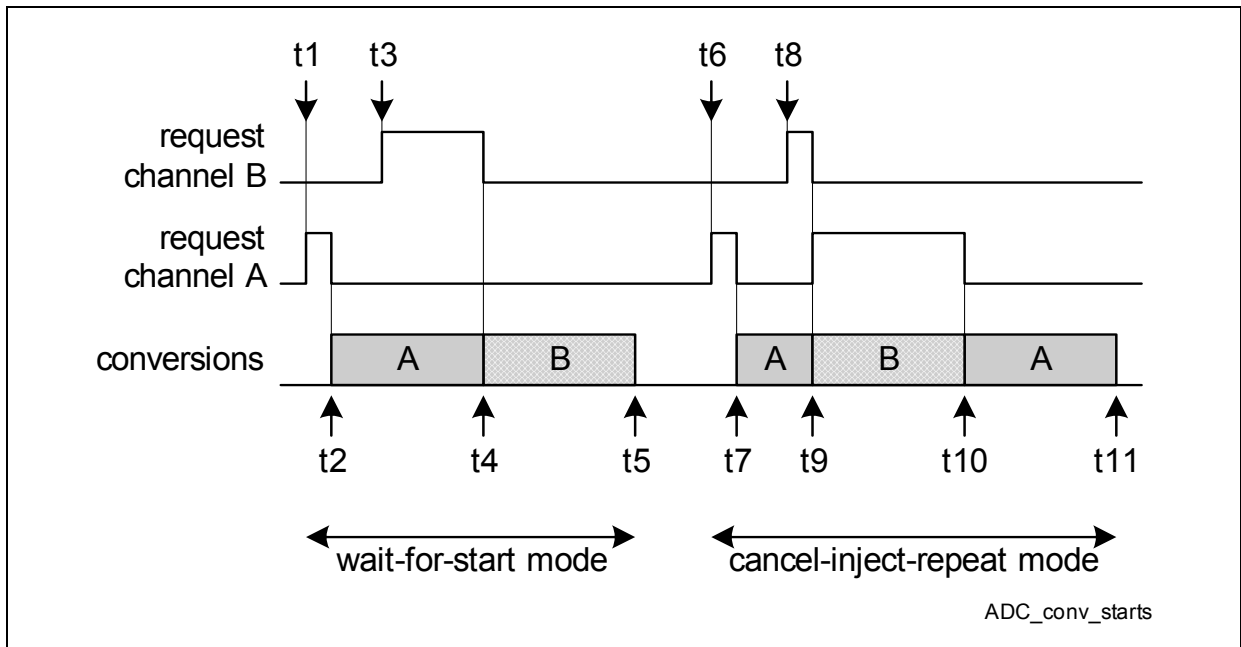 t1 t3 t6 t8
request
channel B
request
channel A
conversions A B A B A
t2 t4 t5 t7 t9 t10 t11
wait-for-start mode cancel-inject-repeat mode
ADC_conv_starts